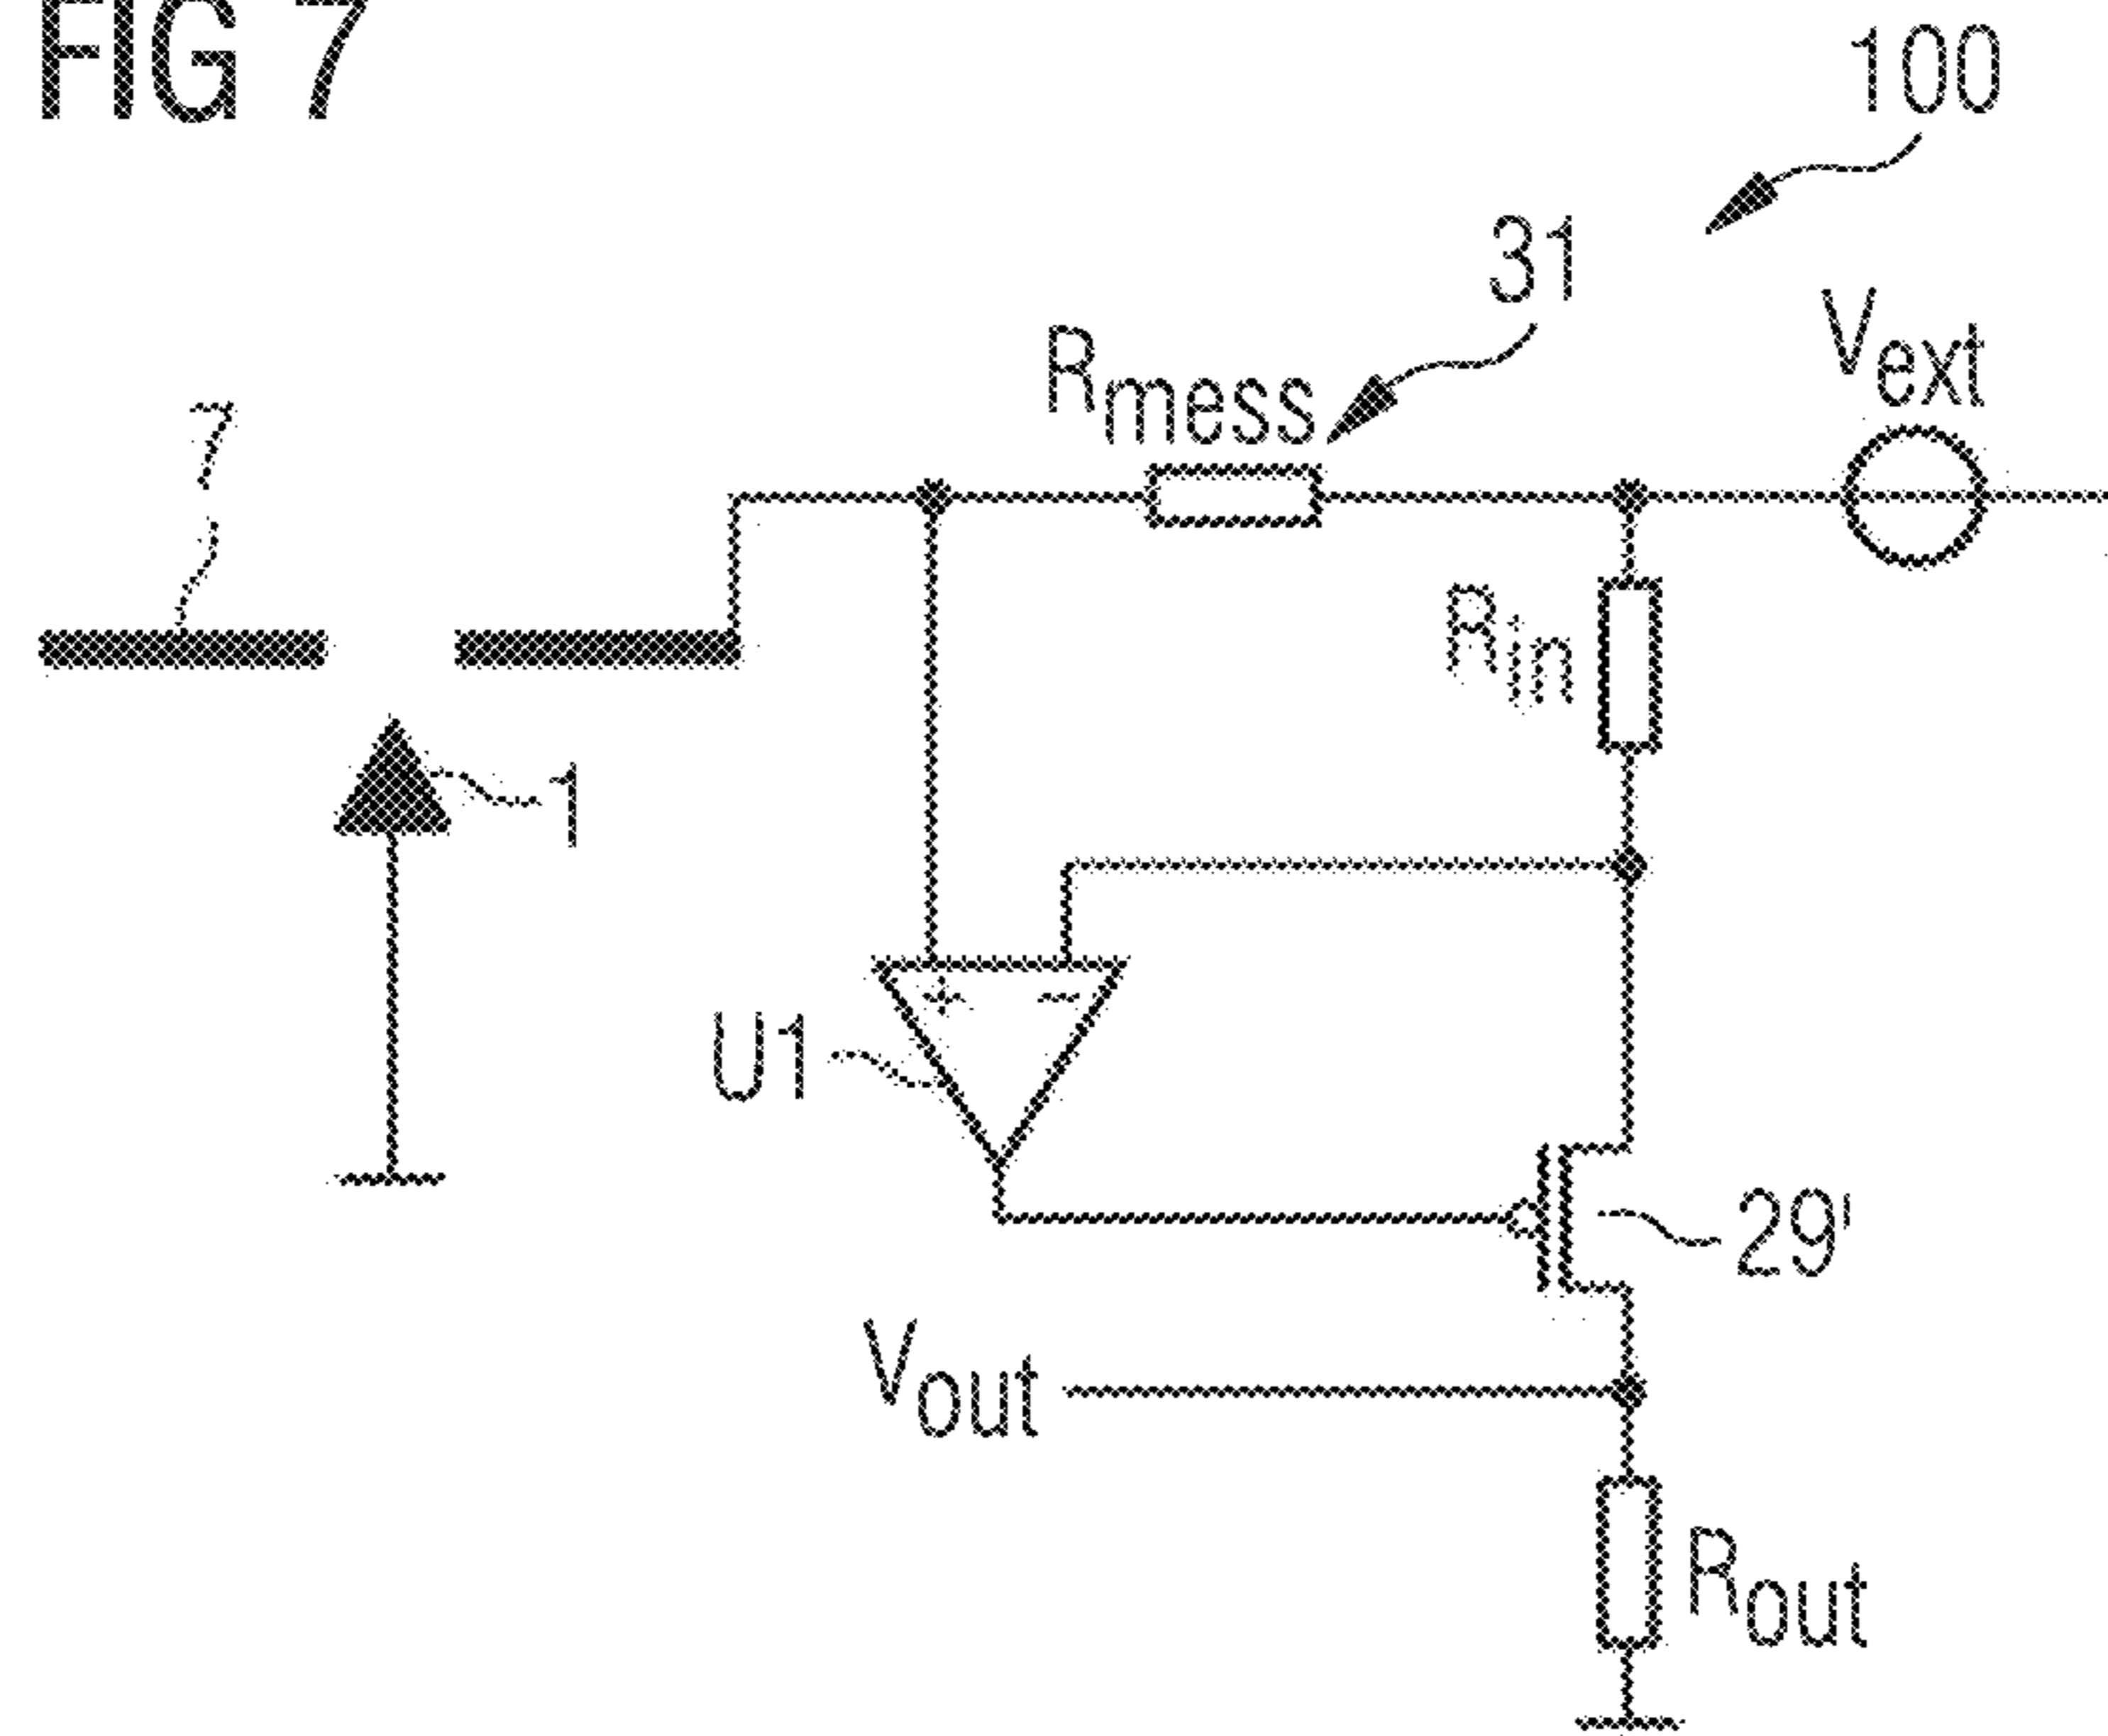 FIG 7
100
31
Vext
Rmess
7
Rin
1
+ -
U1
29'
Vout
Rout